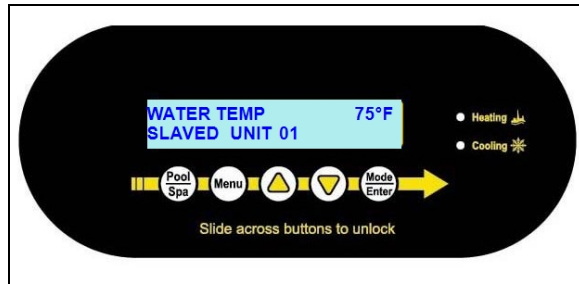 WATER TEMP 75°F
SLAVED UNIT 01
Heating
Cooling
Pool Spa Menu Mode Enter
Slide across buttons to unlock